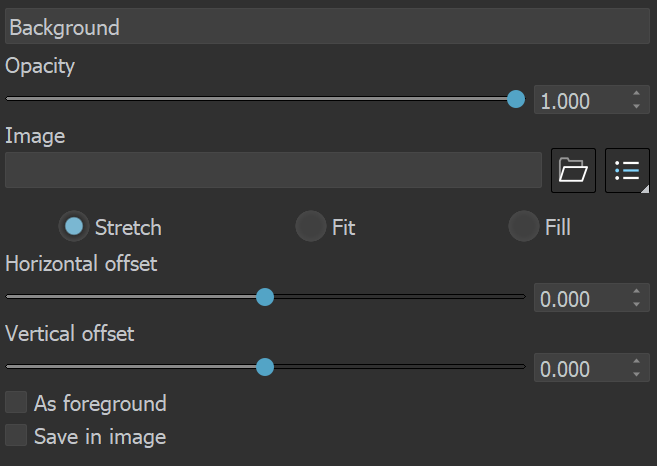 Background
Opacity
1.000
Image
Stretch Fit Fill
Horizontal offset
0.000
Vertical offset
0.000
As foreground
Save in image